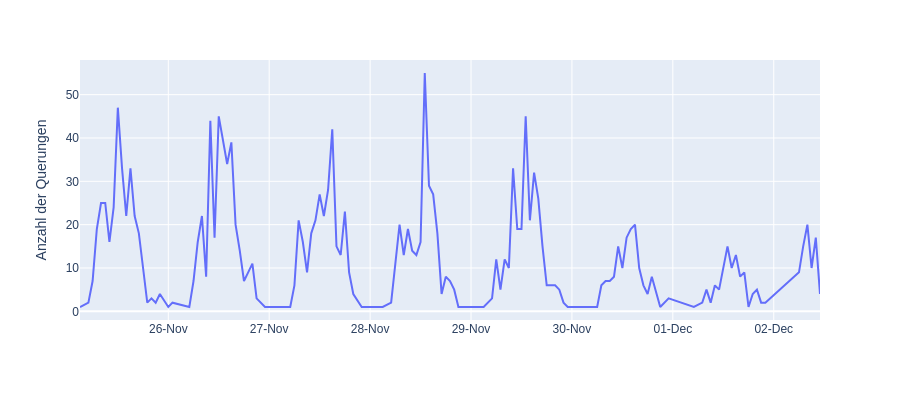 Anzahl der Querungen
50
40
30
20
10
0
26-Nov
27-Nov
28-Nov
29-Nov
30-Nov
01-Dec
02-Dec